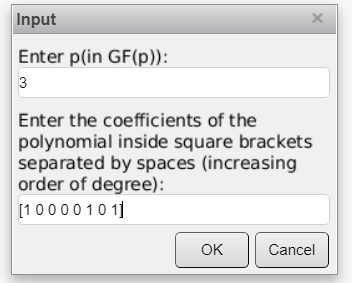 Input
Enter p(in GF(p)):
3
Enter the coefficients of the
polynomial inside square brackets
separated by spaces (increasing
order of degree):
[1 0 0 0 0 1 0 1]
OK Cancel